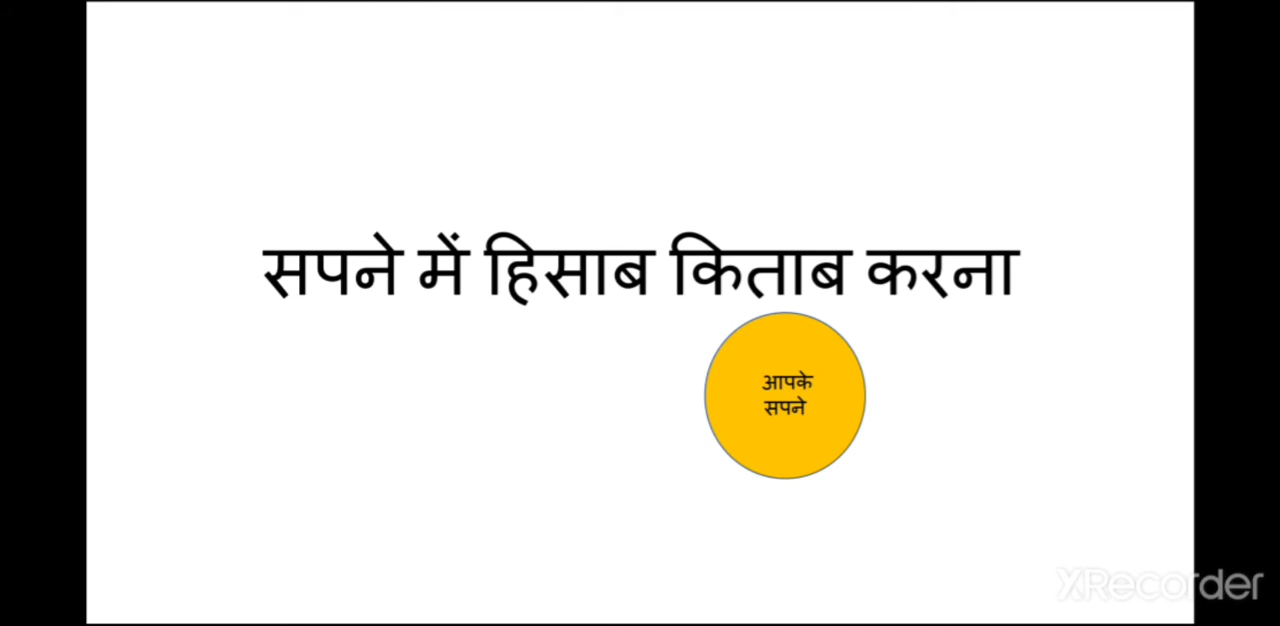 सपने में हिसाब किताब करना
आपके
सपने
XRecorder